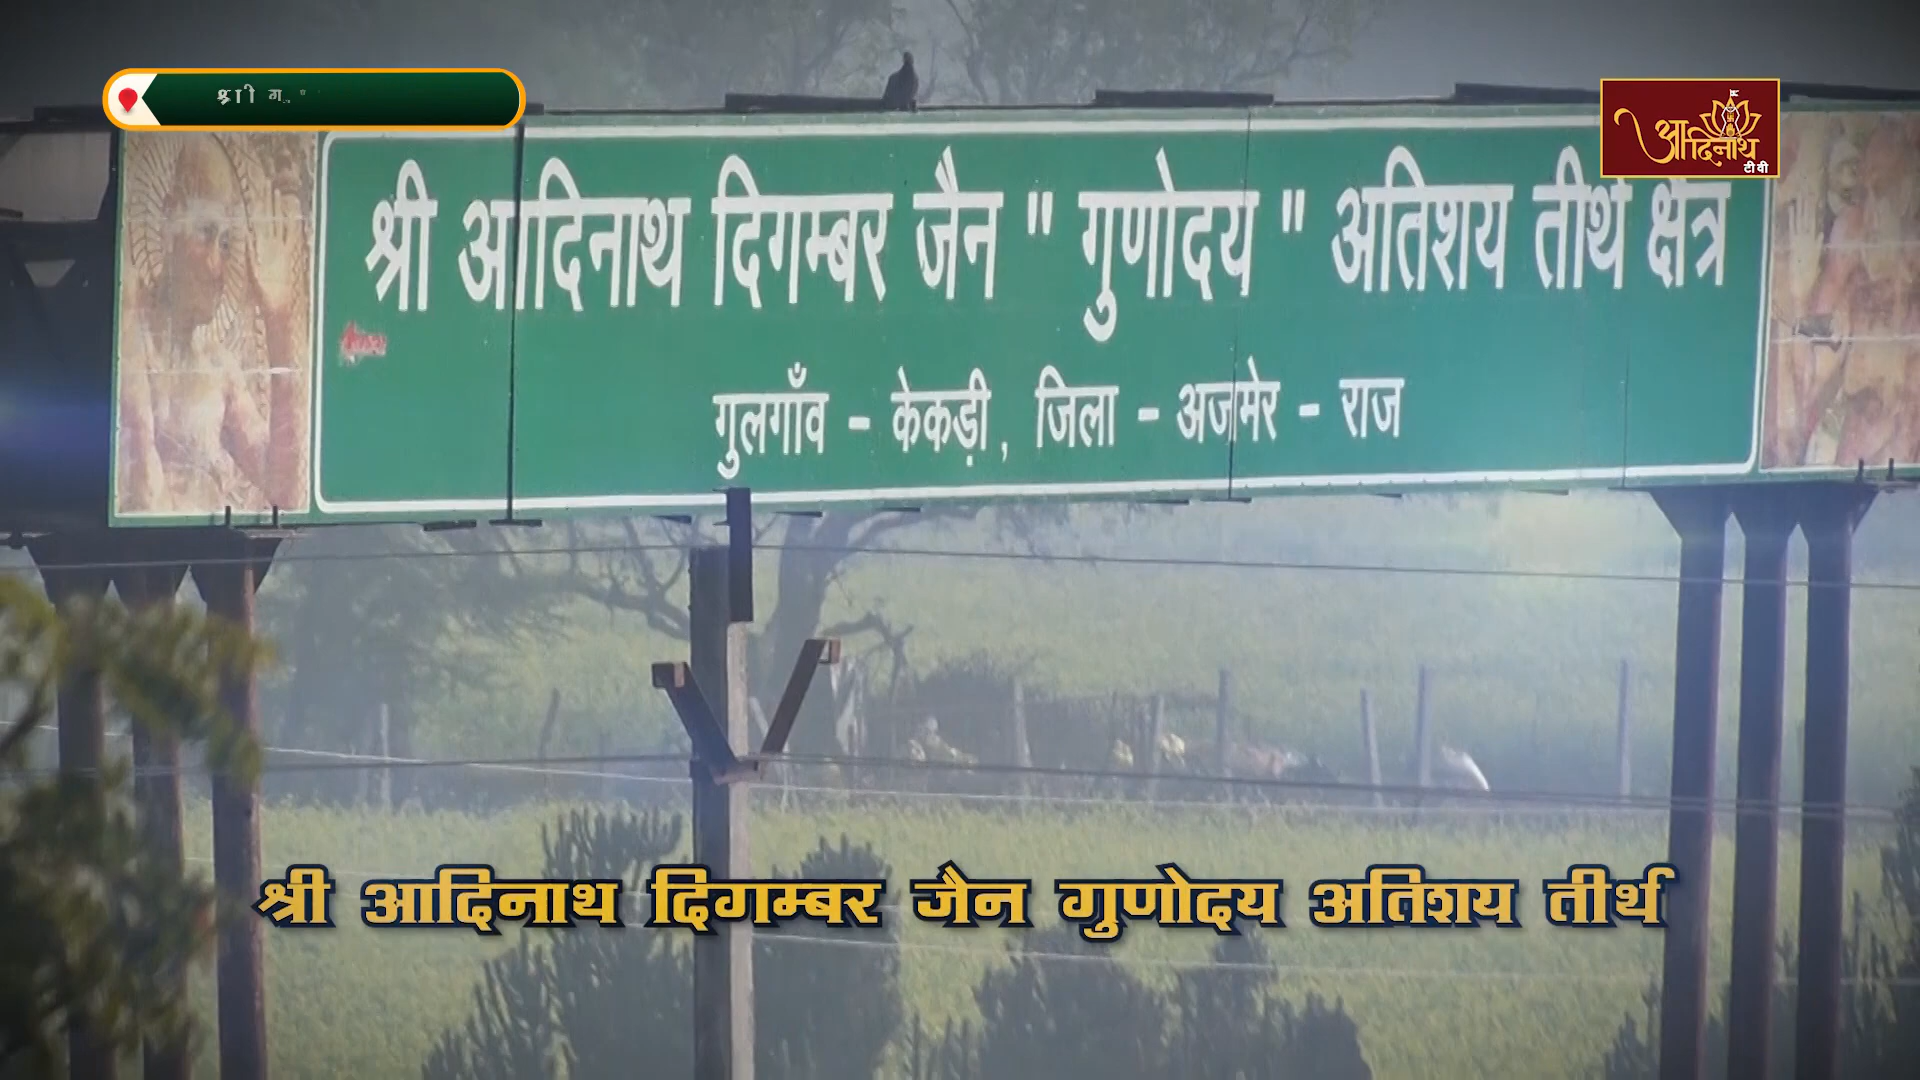 श्री
आदिनाथ
टीवी
श्री आदिनाथ दिगम्बर जैन " गुणोदय " अतिशय तीर्थ क्षेत्र
गुलगाँव - केकड़ी, जिला - अजमेर - राज
श्री आदिनाथ दिगम्बर जैन गुणोदय अतिशय तीर्थ